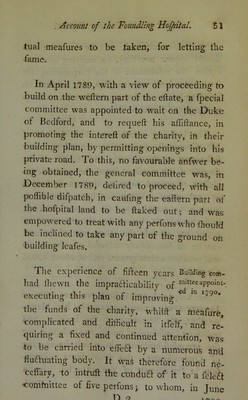 Account of the Foundling Hoſpital. 51
tual meaſures to be taken, for letting the
ſame.
In April 1789, with a view of proceeding to
build on the weſtern part of the eſtate, a ſpecial
committee was appointed to wait on the Duke
of Bedford, and to requeſt his aſſiſtance, in
promoting the intereſt of the charity, in their
building plan, by permitting openings into his
private road. To this, no favourable anſwer be-
ing obtained, the general committee was, in
December 1789, deſired to proceed, with all
poſſible diſpatch, in cauſing the eaſtern part of
the hoſpital land to be ſtaked out; and was
empowered to treat with any perſons who ſhould
be inclined to take any part of the ground on
building leaſes.
The experience of fifteen years
had ſhewn the impracticability of
executing this plan of improving
Building com-
mittee appoint-
ed in 1790.
the funds of the charity, whilſt a meaſure,
complicated and difficult in itſelf, and re-
quiring a fixed and continued attention, was
to be carried into effect by a numerous and
fluctuating body. It was therefore found ne-
ceſſary, to intruſt the conduct of it to a ſelect
committee of five perſons; to whom, in June
D 2